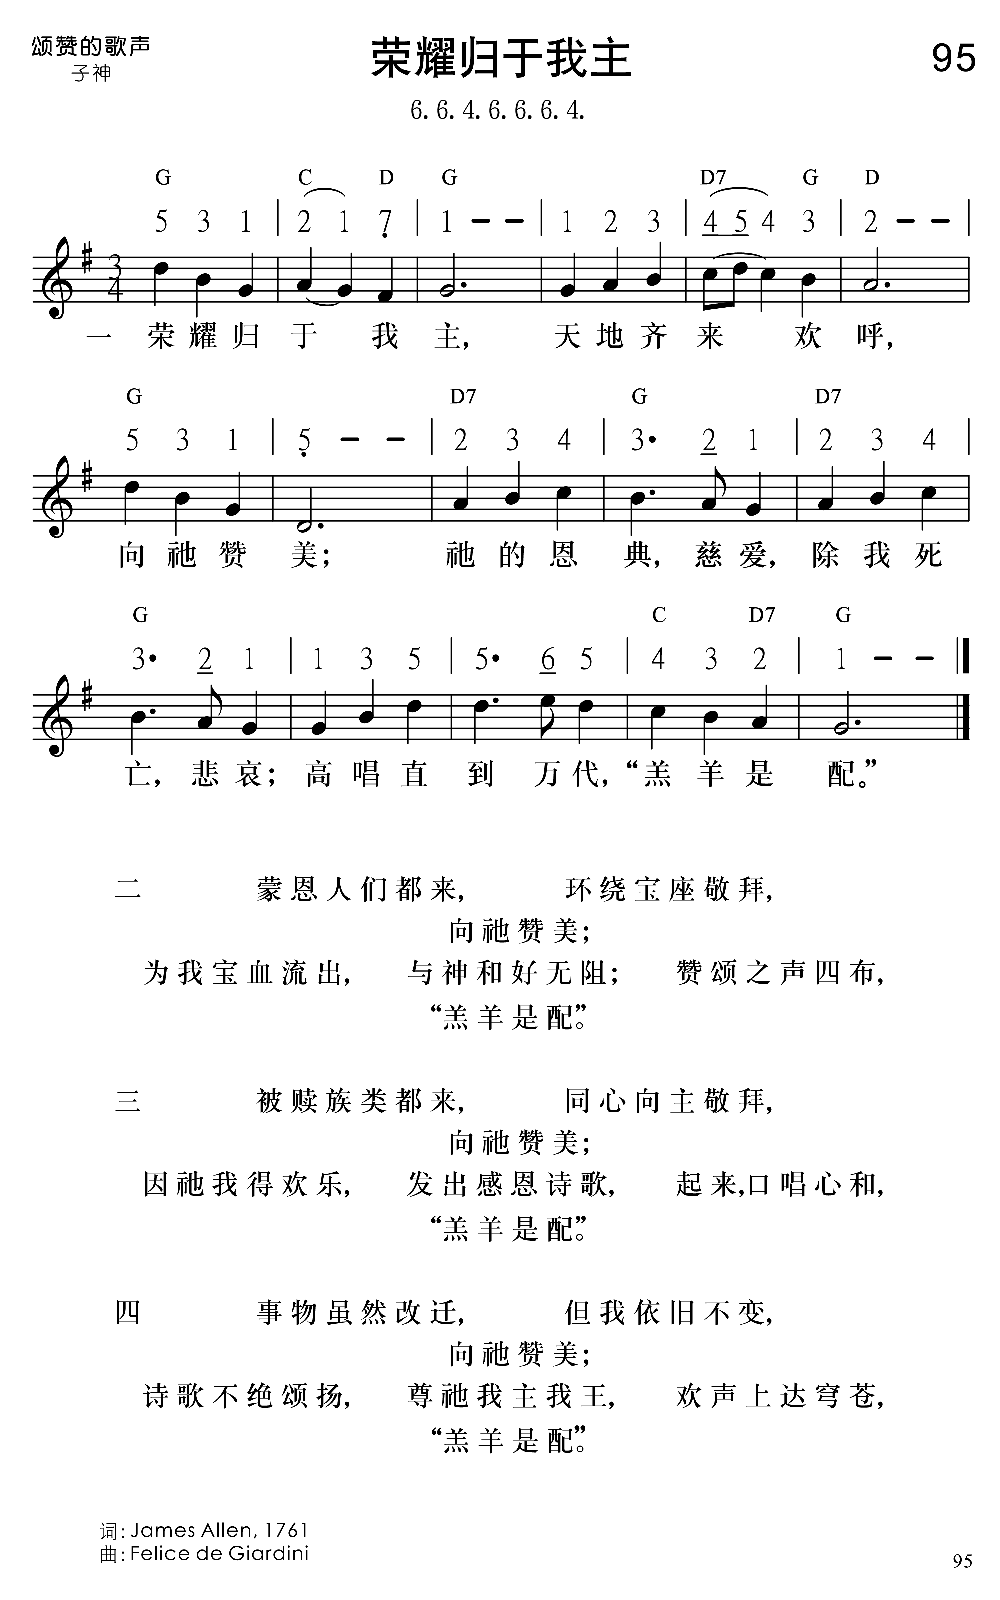 颂赞的歌声
子神
荣耀归于我主
95
6.6.4.6.6.6.4.
G C D G D7 G D
5 3 1 | 2 1 7̣ | 1 – – | 1 2 3 | 4 5 4 3 | 2 – – |
3
4
一 荣耀归 于 我 主, 天地齐来 欢 呼,
G D7 G D7
5 3 1 | 5̣ – – | 2 3 4 | 3· 2 1 | 2 3 4 |
向祂赞 美; 祂的恩 典, 慈爱, 除我死
G C D7 G
3· 2 1 | 1 3 5 | 5· 6 5 | 4 3 2 | 1 – – ‖
亡, 悲哀; 高唱直 到 万代, “羔羊是 配。”
二 蒙恩人们都来, 环绕宝座敬拜,
向祂赞美;
为我宝血流出, 与神和好无阻; 赞颂之声四布,
“羔羊是配”。
三 被赎族类都来, 同心向主敬拜,
向祂赞美;
因祂我得欢乐, 发出感恩诗歌, 起来,口唱心和,
“羔羊是配”。
四 事物虽然改迁, 但我依旧不变,
向祂赞美;
诗歌不绝颂扬, 尊祂我主我王, 欢声上达穹苍,
“羔羊是配”。
词: James Allen, 1761
曲: Felice de Giardini
95